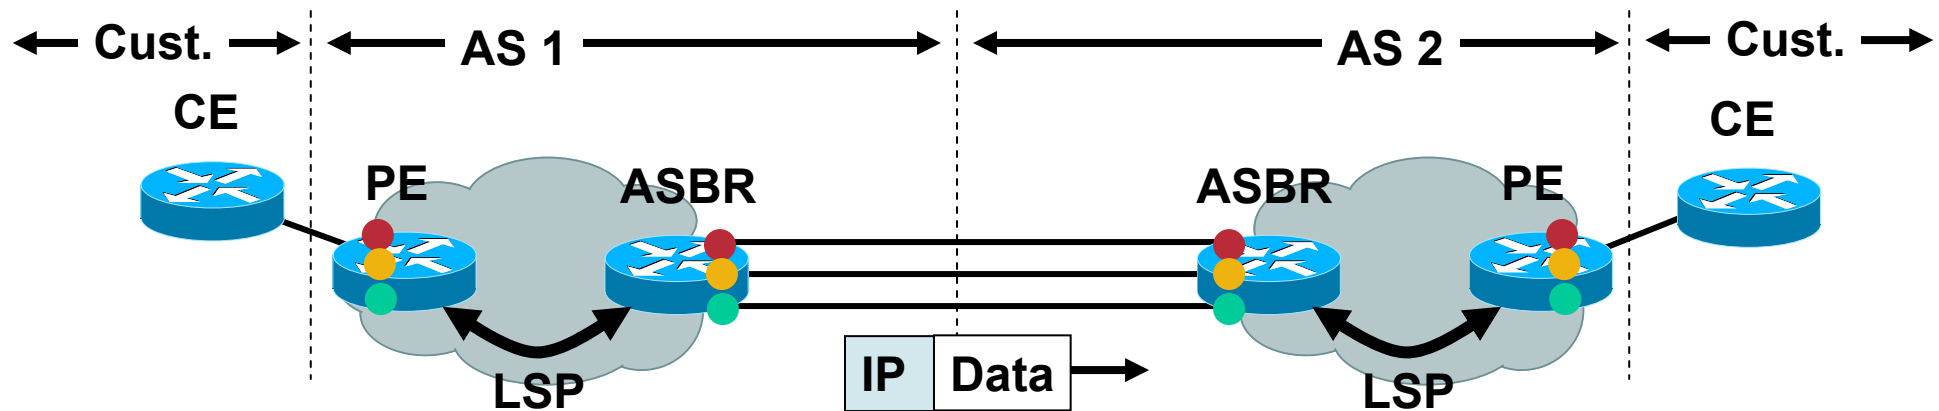 Cust. AS 1 AS 2 Cust.
CE CE
PE ASBR ASBR PE
IP Data
LSP LSP